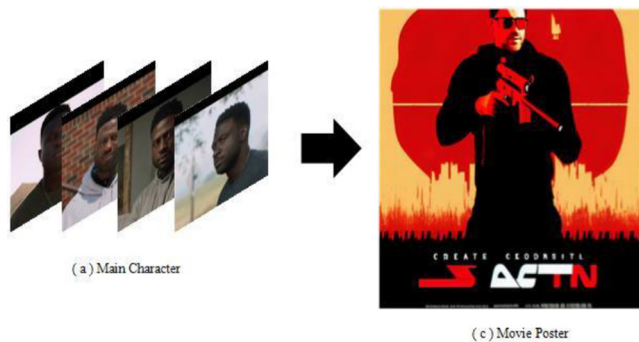 ( a ) Main Character
CREATE CEODRSITL
S ACTN
( c ) Movie Poster